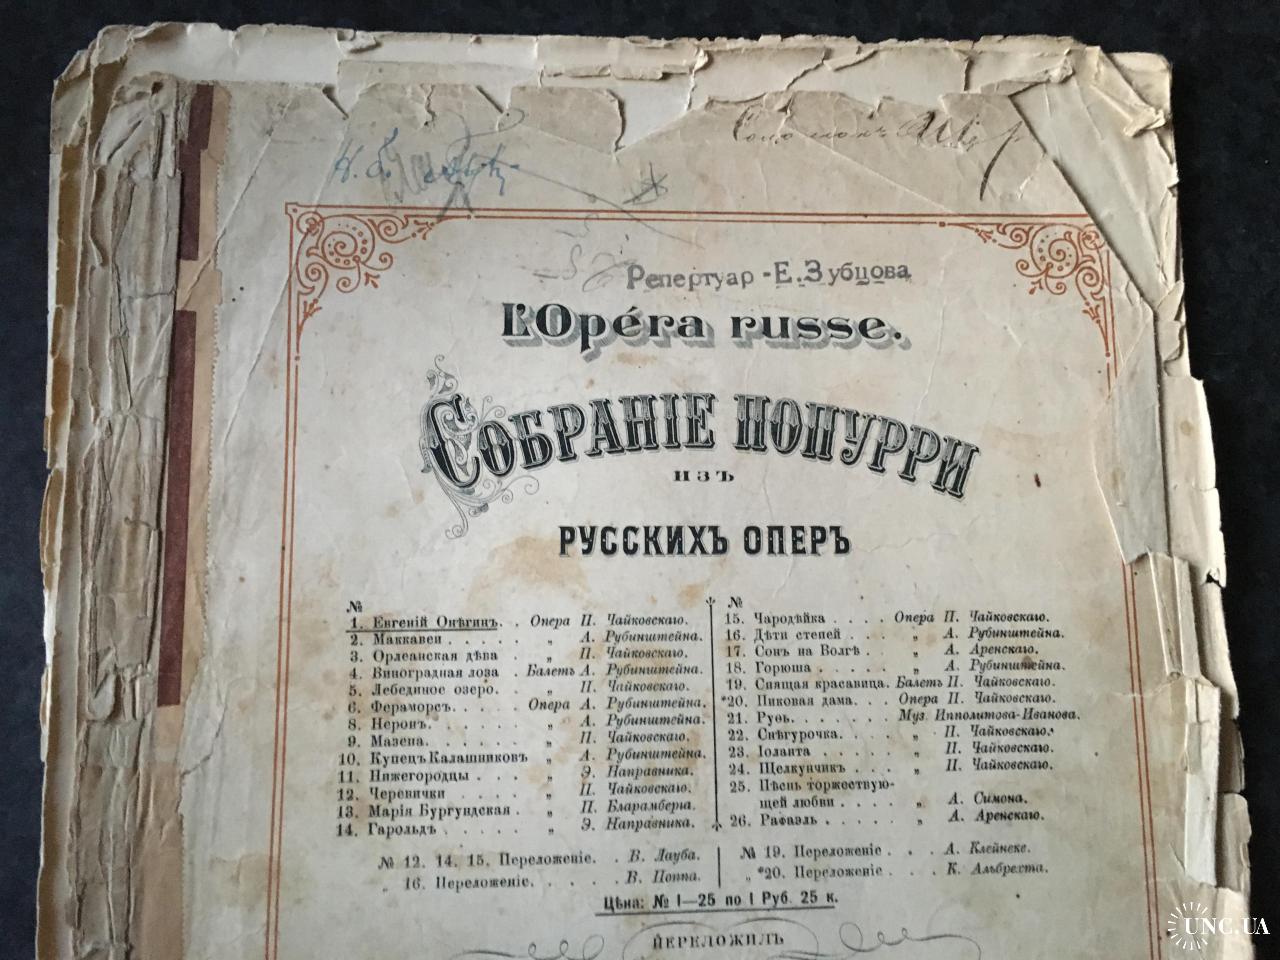 Репертуар - Е. Зубцова
L'Opéra russe.
СОБРАНІЕ ПОПУРРИ
ИЗЪ
РУССКИХЪ ОПЕРЪ
№
1. Евгеній Онѣгинъ. . Опера П. Чайковскаго.
2. Маккавеи . . . . . „ А. Рубинштейна.
3. Орлеанская дѣва . „ П. Чайковскаго.
4. Виноградная лоза . Балетъ А. Рубинштейна.
5. Лебединое озеро. . „ П. Чайковскаго.
6. Фераморсъ. . . . . Опера А. Рубинштейна.
8. Неронъ. . . . . . . „ А. Рубинштейна.
9. Мазепа. . . . . . . „ П. Чайковскаго.
10. Купецъ Калашниковъ „ А. Рубинштейна.
11. Нижегородцы . . . „ Э. Направника.
12. Черевички . . . . „ П. Чайковскаго.
13. Марія Бургундская . „ П. Бларамберга.
14. Гарольдъ . . . . . „ Э. Направника.
№
15. Чародѣйка . . . . Опера П. Чайковскаго.
16. Дѣти степей . . . „ А. Рубинштейна.
17. Сонъ на Волгѣ . . „ А. Аренскаго.
18. Горюша . . . . . „ А. Рубинштейна.
19. Спящая красавица. Балетъ П. Чайковскаго.
*20. Пиковая дама. . . Опера П. Чайковскаго.
21. Руѳь. . . . . . . Муз. Ипполитова-Иванова.
22. Снѣгурочка. . . . „ П. Чайковскаго.
23. Іоланта . . . . . „ П. Чайковскаго.
24. Щелкунчикъ . . . „ П. Чайковскаго.
25. Пѣснь торжествую-
щей любви . . . . „ А. Симона.
26. Рафаэль . . . . . „ А. Аренскаго.
№ 12. 14. 15. Переложеніе. . В. Лауба.
„ 16. Переложеніе. . . . . В. Поппа.
№ 19. Переложеніе . . . А. Клейнеке.
„ *20. Переложеніе . . . К. Альбрехта.
Цѣна: № 1—25 по 1 Руб. 25 к.
ПЕРЕЛОЖИЛЪ
UNC.UA